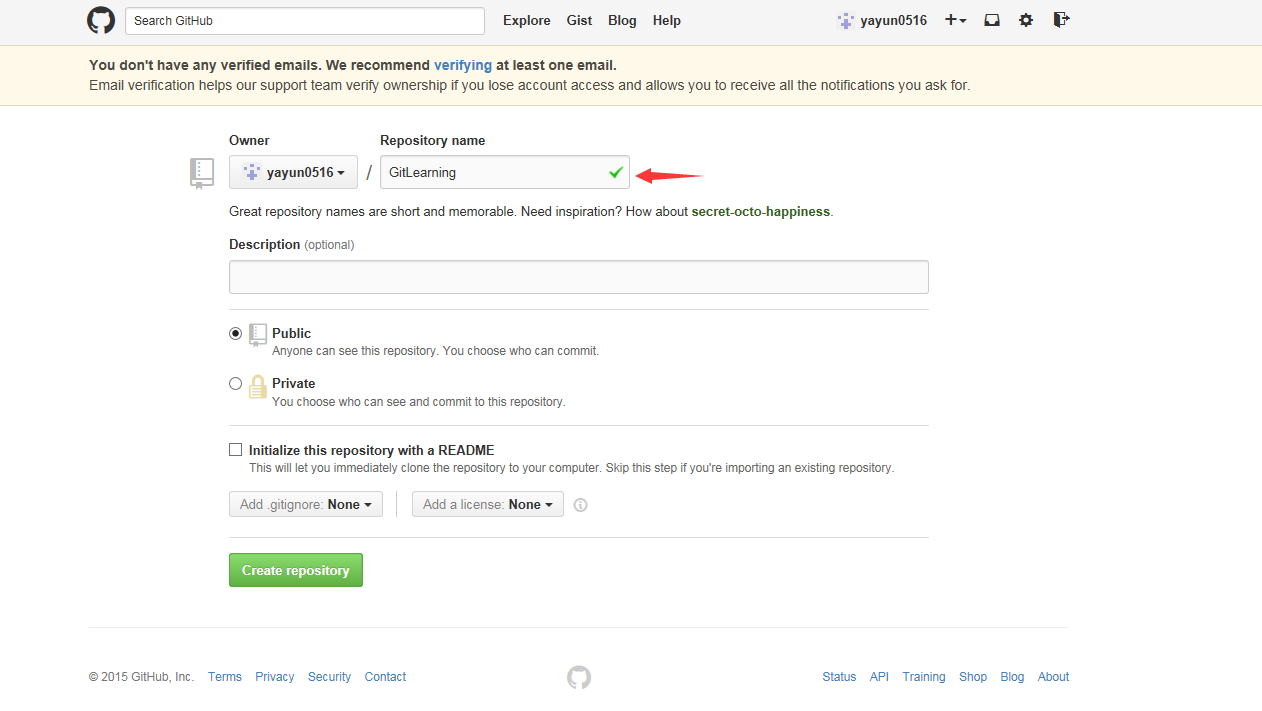 Search GitHub Explore Gist Blog Help yayun0516
You don't have any verified emails. We recommend verifying at least one email.
Email verification helps our support team verify ownership if you lose account access and allows you to receive all the notifications you ask for.
Owner Repository name
yayun0516 / GitLearning
Great repository names are short and memorable. Need inspiration? How about secret-octo-happiness.
Description (optional)
Public
Anyone can see this repository. You choose who can commit.
Private
You choose who can see and commit to this repository.
Initialize this repository with a README
This will let you immediately clone the repository to your computer. Skip this step if you're importing an existing repository.
Add .gitignore: None Add a license: None
Create repository
© 2015 GitHub, Inc. Terms Privacy Security Contact Status API Training Shop Blog About